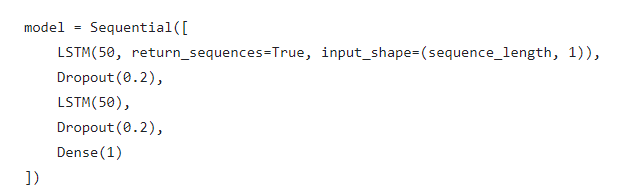 model = Sequential([
    LSTM(50, return_sequences=True, input_shape=(sequence_length, 1)),
    Dropout(0.2),
    LSTM(50),
    Dropout(0.2),
    Dense(1)
])